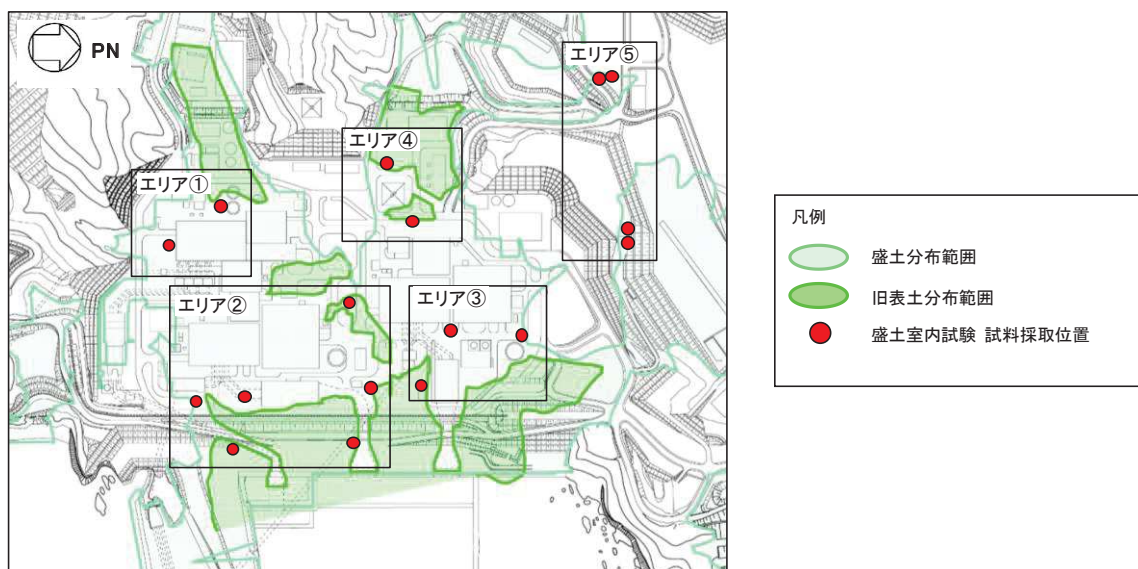 PN
エリア⑤
エリア④
エリア①
エリア②
エリア③
凡例
盛土分布範囲
旧表土分布範囲
盛土室内試験 試料採取位置